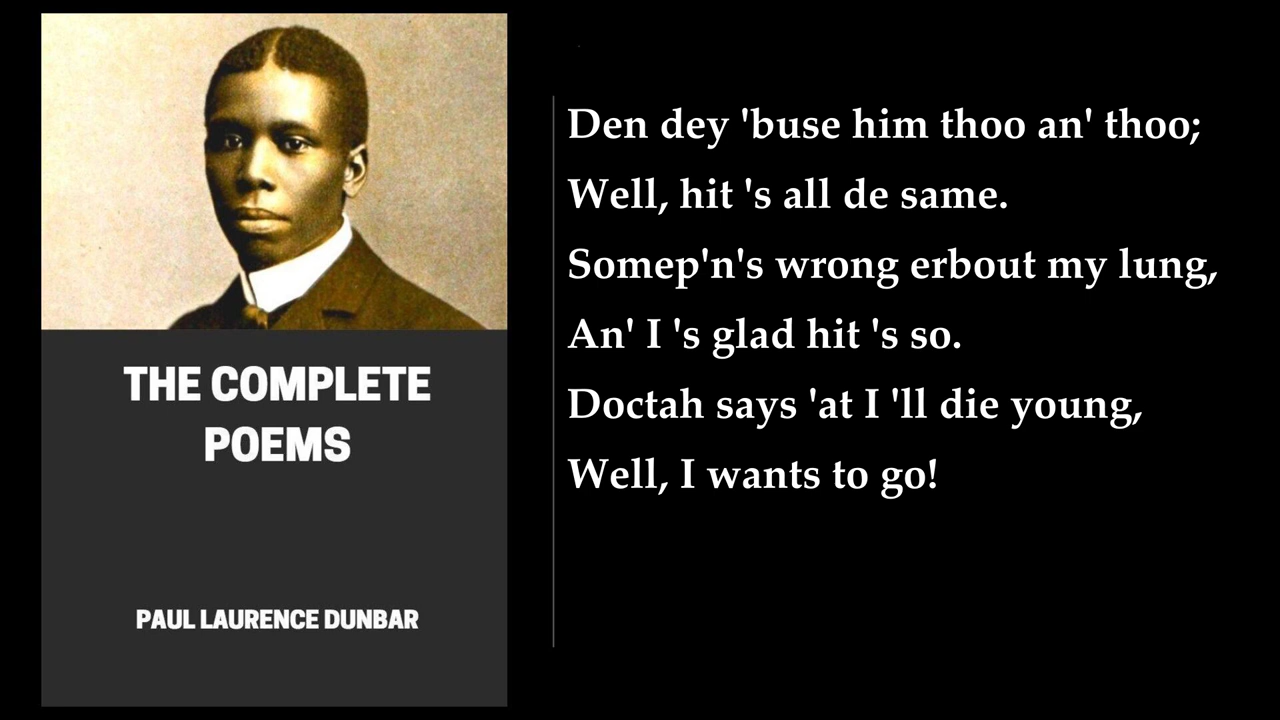 THE COMPLETE
POEMS
PAUL LAURENCE DUNBAR
Den dey 'buse him thoo an' thoo;
Well, hit 's all de same.
Somep'n's wrong erbout my lung,
An' I 's glad hit 's so.
Doctah says 'at I 'll die young,
Well, I wants to go!